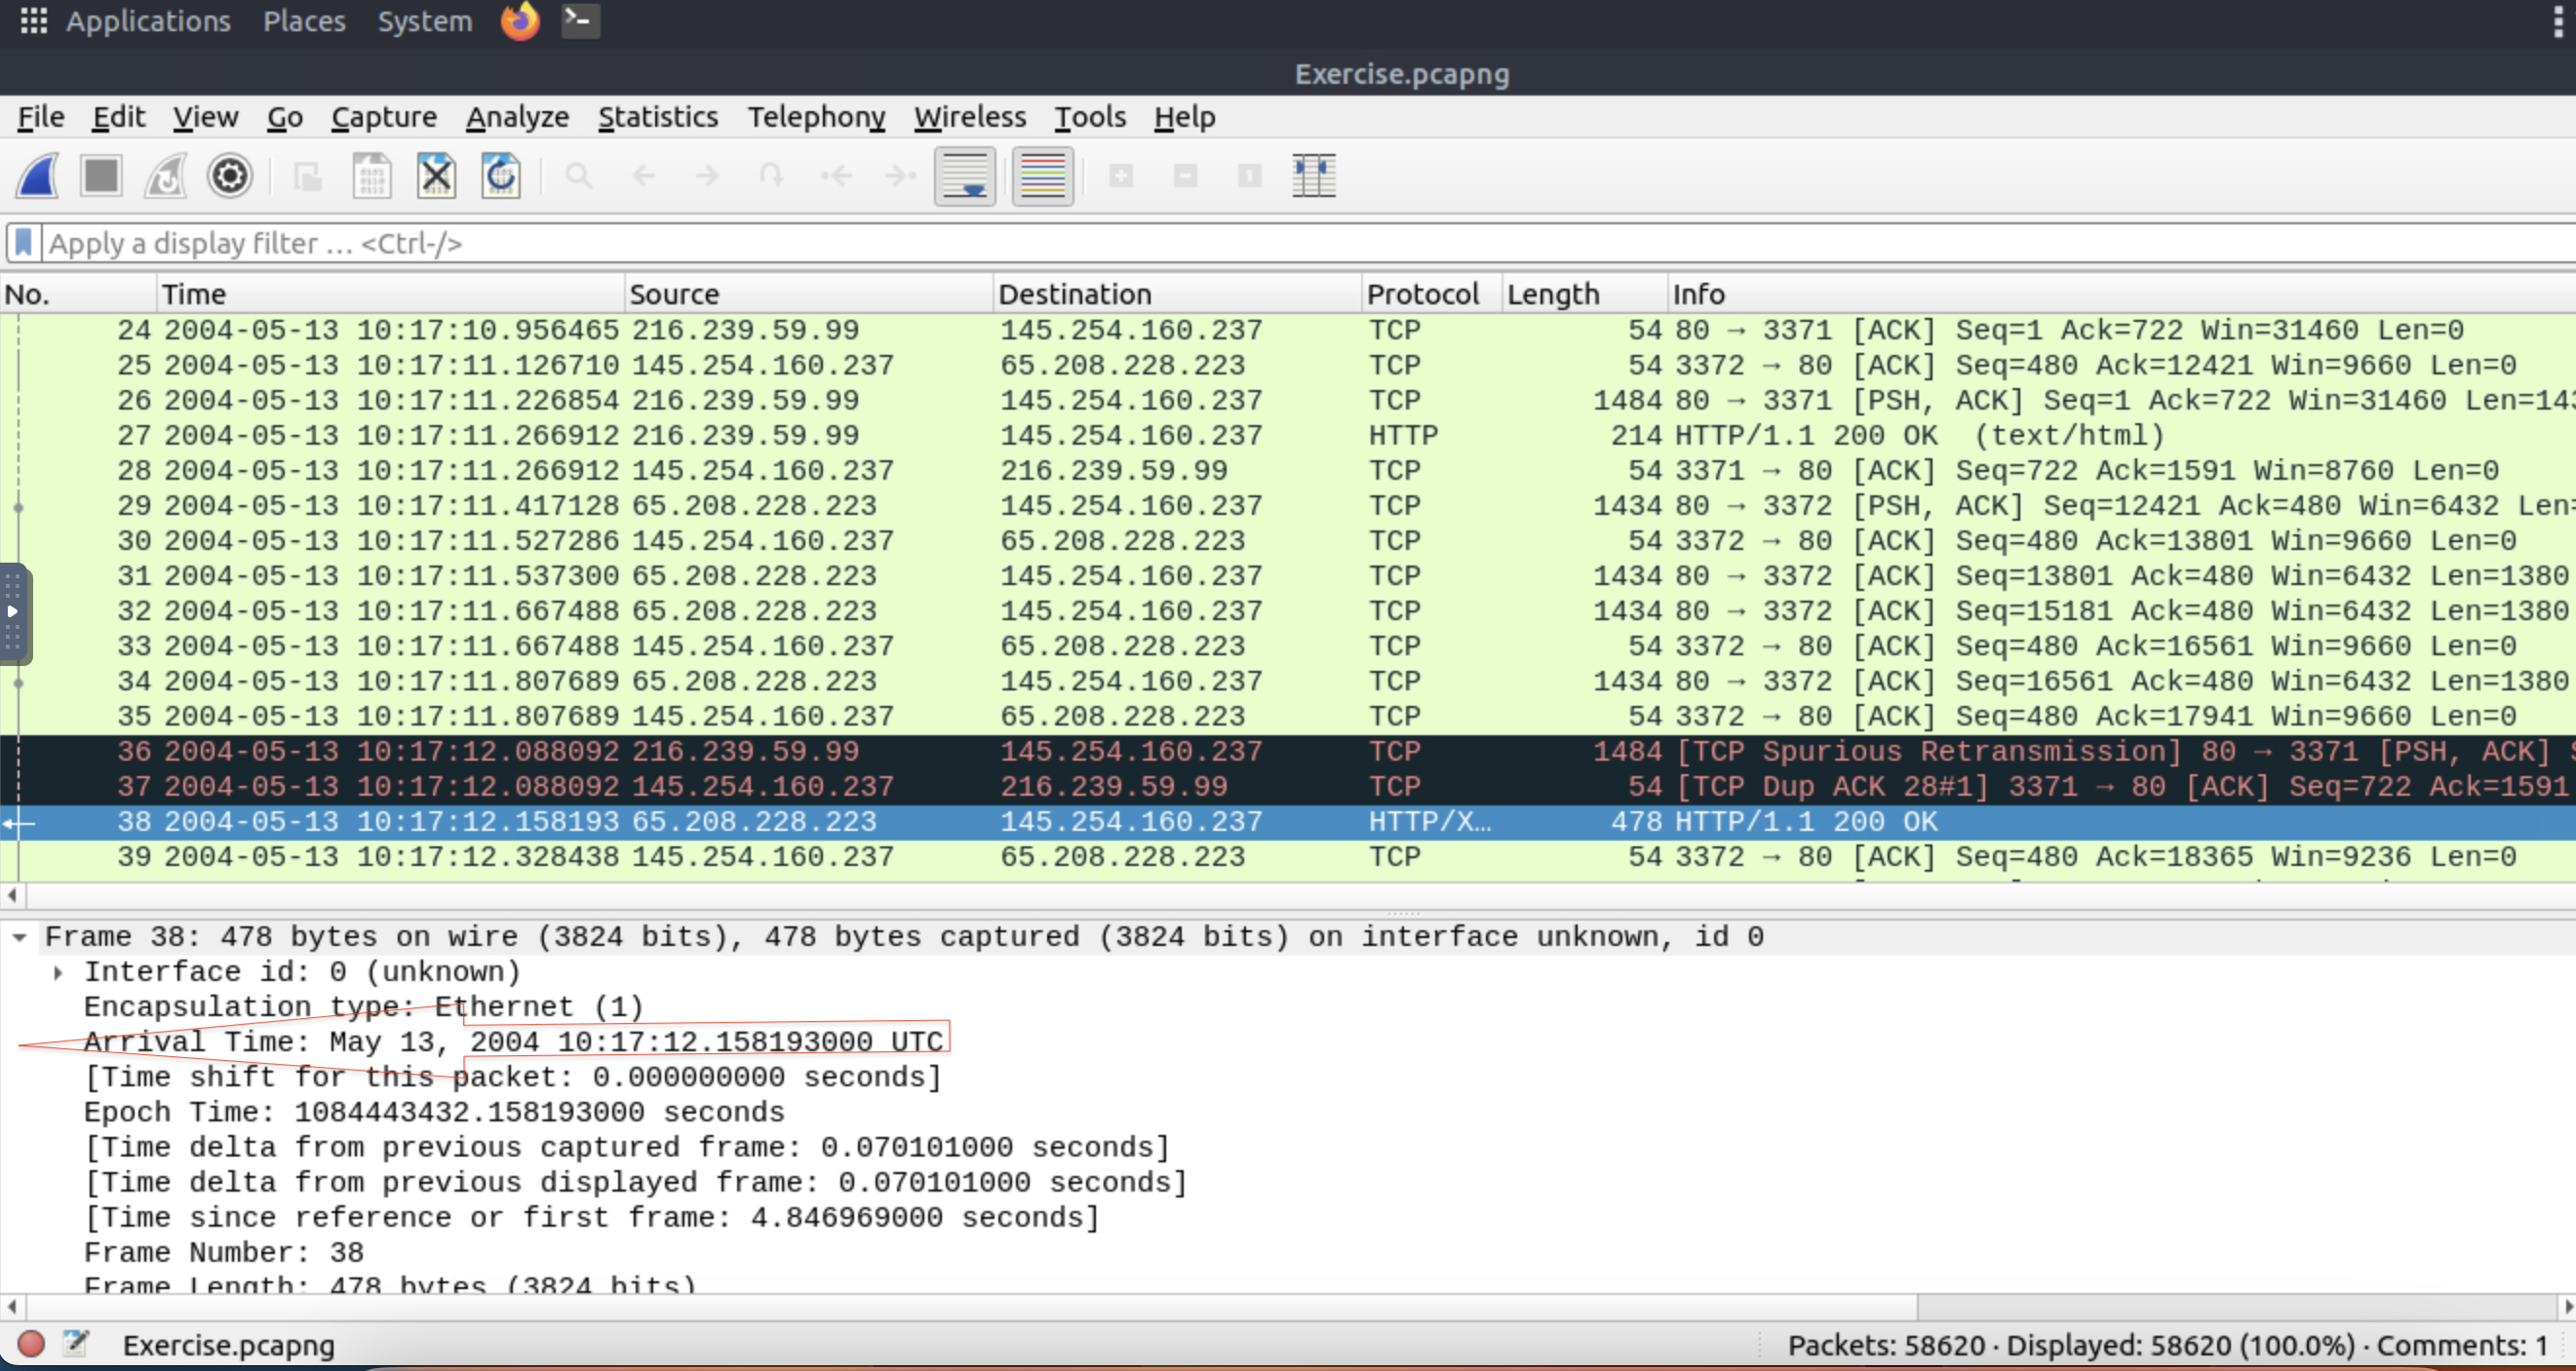 Applications Places System
Exercise.pcapng
File Edit View Go Capture Analyze Statistics Telephony Wireless Tools Help
Apply a display filter ... <Ctrl-/>
No. Time Source Destination Protocol Length Info
24 2004-05-13 10:17:10.956465 216.239.59.99 145.254.160.237 TCP 54 80 → 3371 [ACK] Seq=1 Ack=722 Win=31460 Len=0
25 2004-05-13 10:17:11.126710 145.254.160.237 65.208.228.223 TCP 54 3372 → 80 [ACK] Seq=480 Ack=12421 Win=9660 Len=0
26 2004-05-13 10:17:11.226854 216.239.59.99 145.254.160.237 TCP 1484 80 → 3371 [PSH, ACK] Seq=1 Ack=722 Win=31460 Len=143
27 2004-05-13 10:17:11.266912 216.239.59.99 145.254.160.237 HTTP 214 HTTP/1.1 200 OK (text/html)
28 2004-05-13 10:17:11.266912 145.254.160.237 216.239.59.99 TCP 54 3371 → 80 [ACK] Seq=722 Ack=1591 Win=8760 Len=0
29 2004-05-13 10:17:11.417128 65.208.228.223 145.254.160.237 TCP 1434 80 → 3372 [PSH, ACK] Seq=12421 Ack=480 Win=6432 Len=
30 2004-05-13 10:17:11.527286 145.254.160.237 65.208.228.223 TCP 54 3372 → 80 [ACK] Seq=480 Ack=13801 Win=9660 Len=0
31 2004-05-13 10:17:11.537300 65.208.228.223 145.254.160.237 TCP 1434 80 → 3372 [ACK] Seq=13801 Ack=480 Win=6432 Len=1380
32 2004-05-13 10:17:11.667488 65.208.228.223 145.254.160.237 TCP 1434 80 → 3372 [ACK] Seq=15181 Ack=480 Win=6432 Len=1380
33 2004-05-13 10:17:11.667488 145.254.160.237 65.208.228.223 TCP 54 3372 → 80 [ACK] Seq=480 Ack=16561 Win=9660 Len=0
34 2004-05-13 10:17:11.807689 65.208.228.223 145.254.160.237 TCP 1434 80 → 3372 [ACK] Seq=16561 Ack=480 Win=6432 Len=1380
35 2004-05-13 10:17:11.807689 145.254.160.237 65.208.228.223 TCP 54 3372 → 80 [ACK] Seq=480 Ack=17941 Win=9660 Len=0
36 2004-05-13 10:17:12.088092 216.239.59.99 145.254.160.237 TCP 1484 [TCP Spurious Retransmission] 80 → 3371 [PSH, ACK]
37 2004-05-13 10:17:12.088092 145.254.160.237 216.239.59.99 TCP 54 [TCP Dup ACK 28#1] 3371 → 80 [ACK] Seq=722 Ack=1591
38 2004-05-13 10:17:12.158193 65.208.228.223 145.254.160.237 HTTP/X... 478 HTTP/1.1 200 OK
39 2004-05-13 10:17:12.328438 145.254.160.237 65.208.228.223 TCP 54 3372 → 80 [ACK] Seq=480 Ack=18365 Win=9236 Len=0
Frame 38: 478 bytes on wire (3824 bits), 478 bytes captured (3824 bits) on interface unknown, id 0
Interface id: 0 (unknown)
Encapsulation type: Ethernet (1)
Arrival Time: May 13, 2004 10:17:12.158193000 UTC
[Time shift for this packet: 0.000000000 seconds]
Epoch Time: 1084443432.158193000 seconds
[Time delta from previous captured frame: 0.070101000 seconds]
[Time delta from previous displayed frame: 0.070101000 seconds]
[Time since reference or first frame: 4.846969000 seconds]
Frame Number: 38
Frame Length: 478 bytes (3824 bits)
Exercise.pcapng Packets: 58620 · Displayed: 58620 (100.0%) · Comments: 1